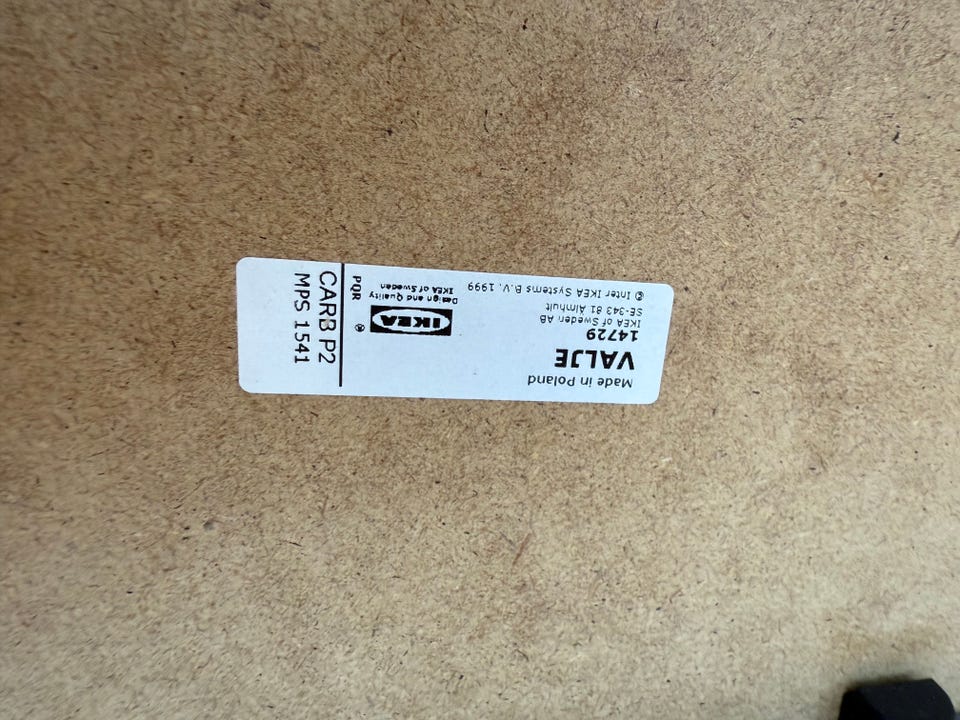 Made in Poland
VALJE
14729
IKEA of Sweden AB
SE-343 81 Älmhult
© Inter IKEA Systems B.V. 1999
IKEA ®
Design and Quality
IKEA of Sweden
PQR
CARB P2
MPS 1541